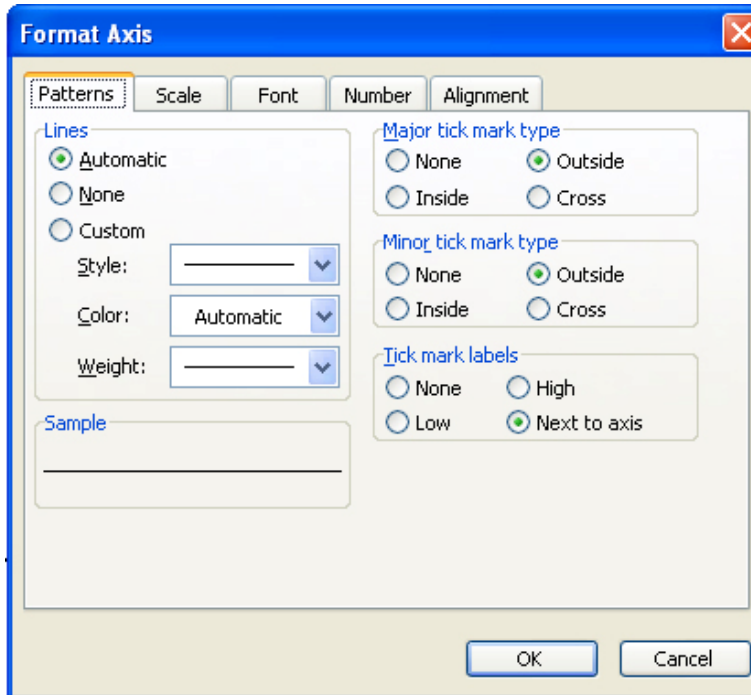 Format Axis
Patterns Scale Font Number Alignment
Lines
Automatic
None
Custom
Style:
Color: Automatic
Weight:
Sample
Major tick mark type
None Outside
Inside Cross
Minor tick mark type
None Outside
Inside Cross
Tick mark labels
None High
Low Next to axis
OK Cancel